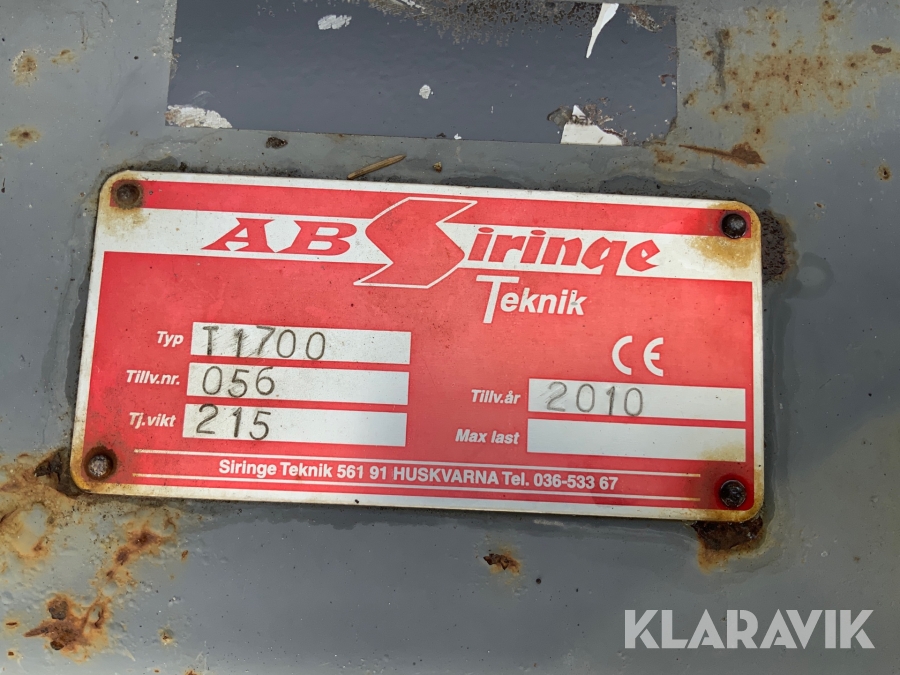 AB Siringe
Teknik
Typ T1700
Tillv.nr. 056
Tillv.år 2010
Tj.vikt 215
Max last
CE
Siringe Teknik 561 91 HUSKVARNA Tel. 036-533 67
KLARAVIK